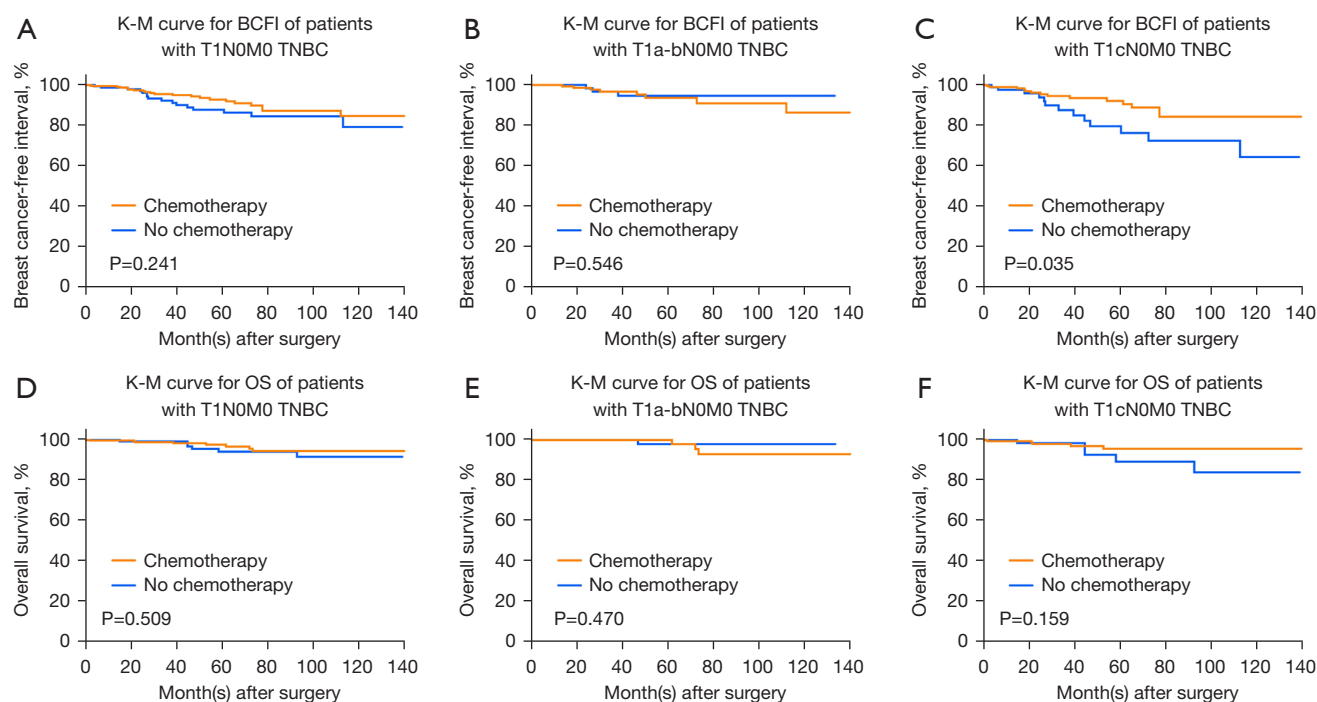 A
K-M curve for BCFI of patients
with T1N0M0 TNBC
Breast cancer-free interval, %
100
80
60
40
20
0
Chemotherapy
No chemotherapy
P=0.241
0 20 40 60 80 100 120 140
Month(s) after surgery
B
K-M curve for BCFI of patients
with T1a-bN0M0 TNBC
Breast cancer-free interval, %
100
80
60
40
20
0
Chemotherapy
No chemotherapy
P=0.546
0 20 40 60 80 100 120 140
Month(s) after surgery
C
K-M curve for BCFI of patients
with T1cN0M0 TNBC
Breast cancer-free interval, %
100
80
60
40
20
0
Chemotherapy
No chemotherapy
P=0.035
0 20 40 60 80 100 120 140
Month(s) after surgery
D
K-M curve for OS of patients
with T1N0M0 TNBC
Overall survival, %
100
80
60
40
20
0
Chemotherapy
No chemotherapy
P=0.509
0 20 40 60 80 100 120 140
Month(s) after surgery
E
K-M curve for OS of patients
with T1a-bN0M0 TNBC
Overall survival, %
100
80
60
40
20
0
Chemotherapy
No chemotherapy
P=0.470
0 20 40 60 80 100 120 140
Month(s) after surgery
F
K-M curve for OS of patients
with T1cN0M0 TNBC
Overall survival, %
100
80
60
40
20
0
Chemotherapy
No chemotherapy
P=0.159
0 20 40 60 80 100 120 140
Month(s) after surgery